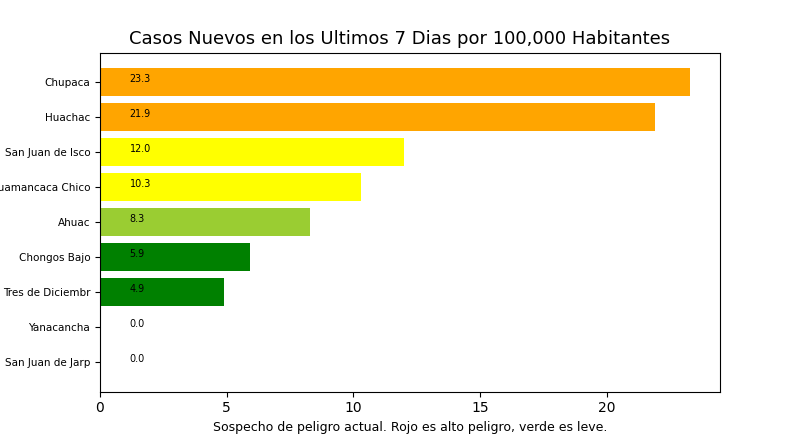 Casos Nuevos en los Ultimos 7 Dias por 100,000 Habitantes
Chupaca 23.3
Huachac 21.9
San Juan de Isco 12.0
uamancaca Chico 10.3
Ahuac 8.3
Chongos Bajo 5.9
Tres de Diciembr 4.9
Yanacancha 0.0
San Juan de Jarp 0.0
0 5 10 15 20
Sospecho de peligro actual. Rojo es alto peligro, verde es leve.